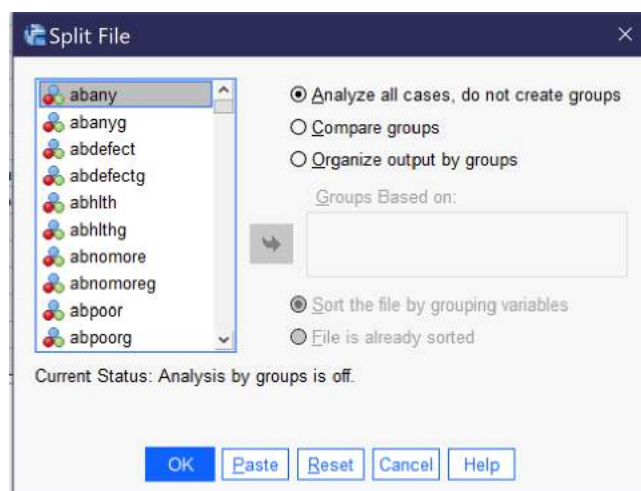 Split File
abany
abanyg
abdefect
abdefectg
abhlth
abhlthg
abnomore
abnomoreg
abpoor
abpoorg
Analyze all cases, do not create groups
Compare groups
Organize output by groups
Groups Based on:
Sort the file by grouping variables
File is already sorted
Current Status: Analysis by groups is off.
OK Paste Reset Cancel Help